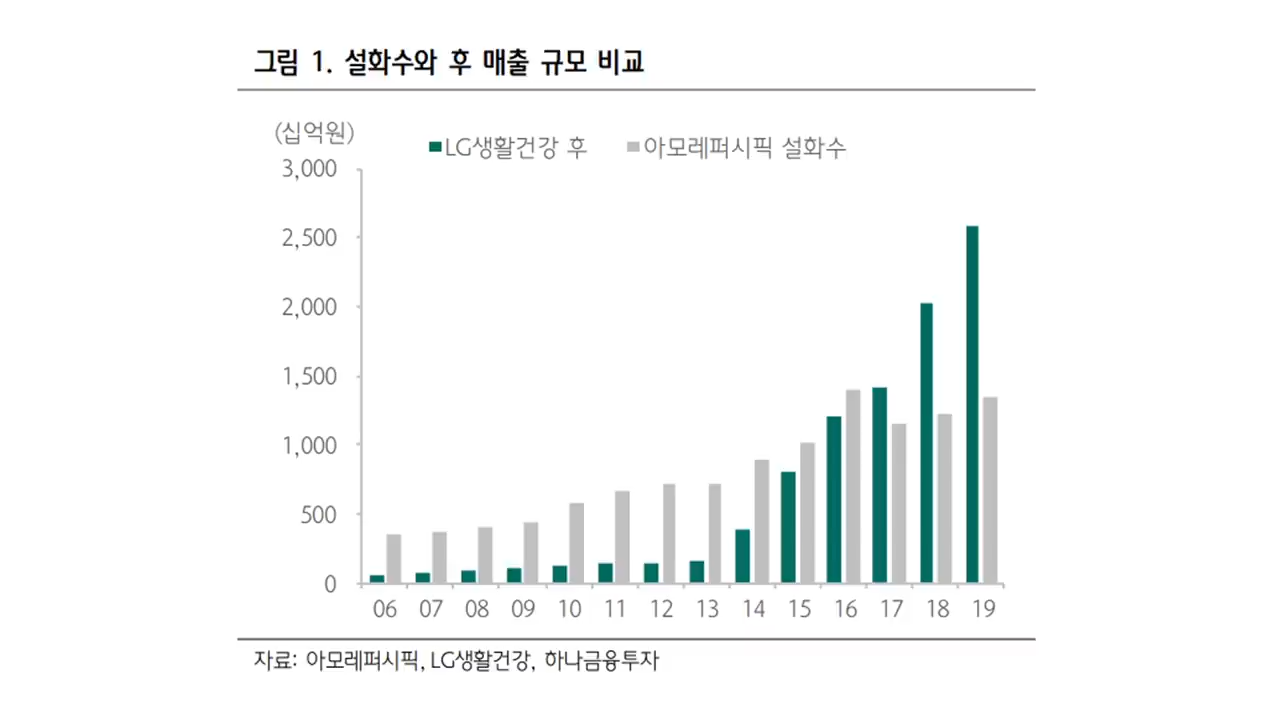 그림 1. 설화수와 후 매출 규모 비교
(십억원)
LG생활건강 후 아모레퍼시픽 설화수
3,000
2,500
2,000
1,500
1,000
500
0
06 07 08 09 10 11 12 13 14 15 16 17 18 19
자료: 아모레퍼시픽, LG생활건강, 하나금융투자